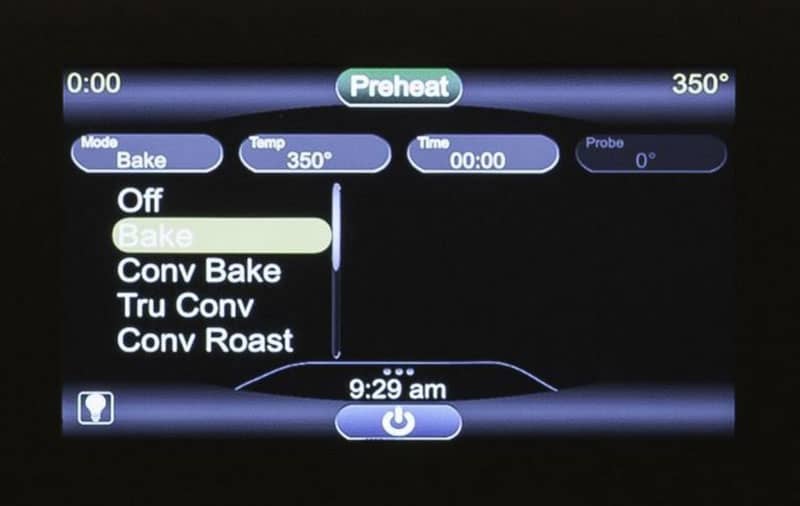 0:00 Preheat 350°
Mode Temp Time Probe
Bake 350° 00:00 0°
Off
Bake
Conv Bake
Tru Conv
Conv Roast
9:29 am